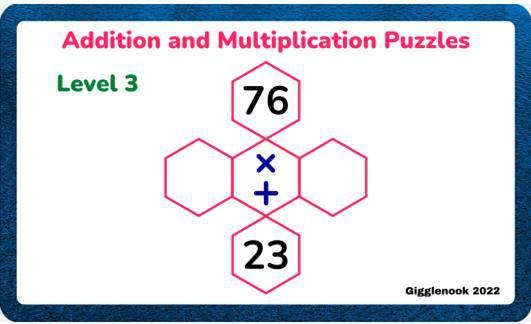 Addition and Multiplication Puzzles
Level 3
76
×
+
23
Gigglenook 2022